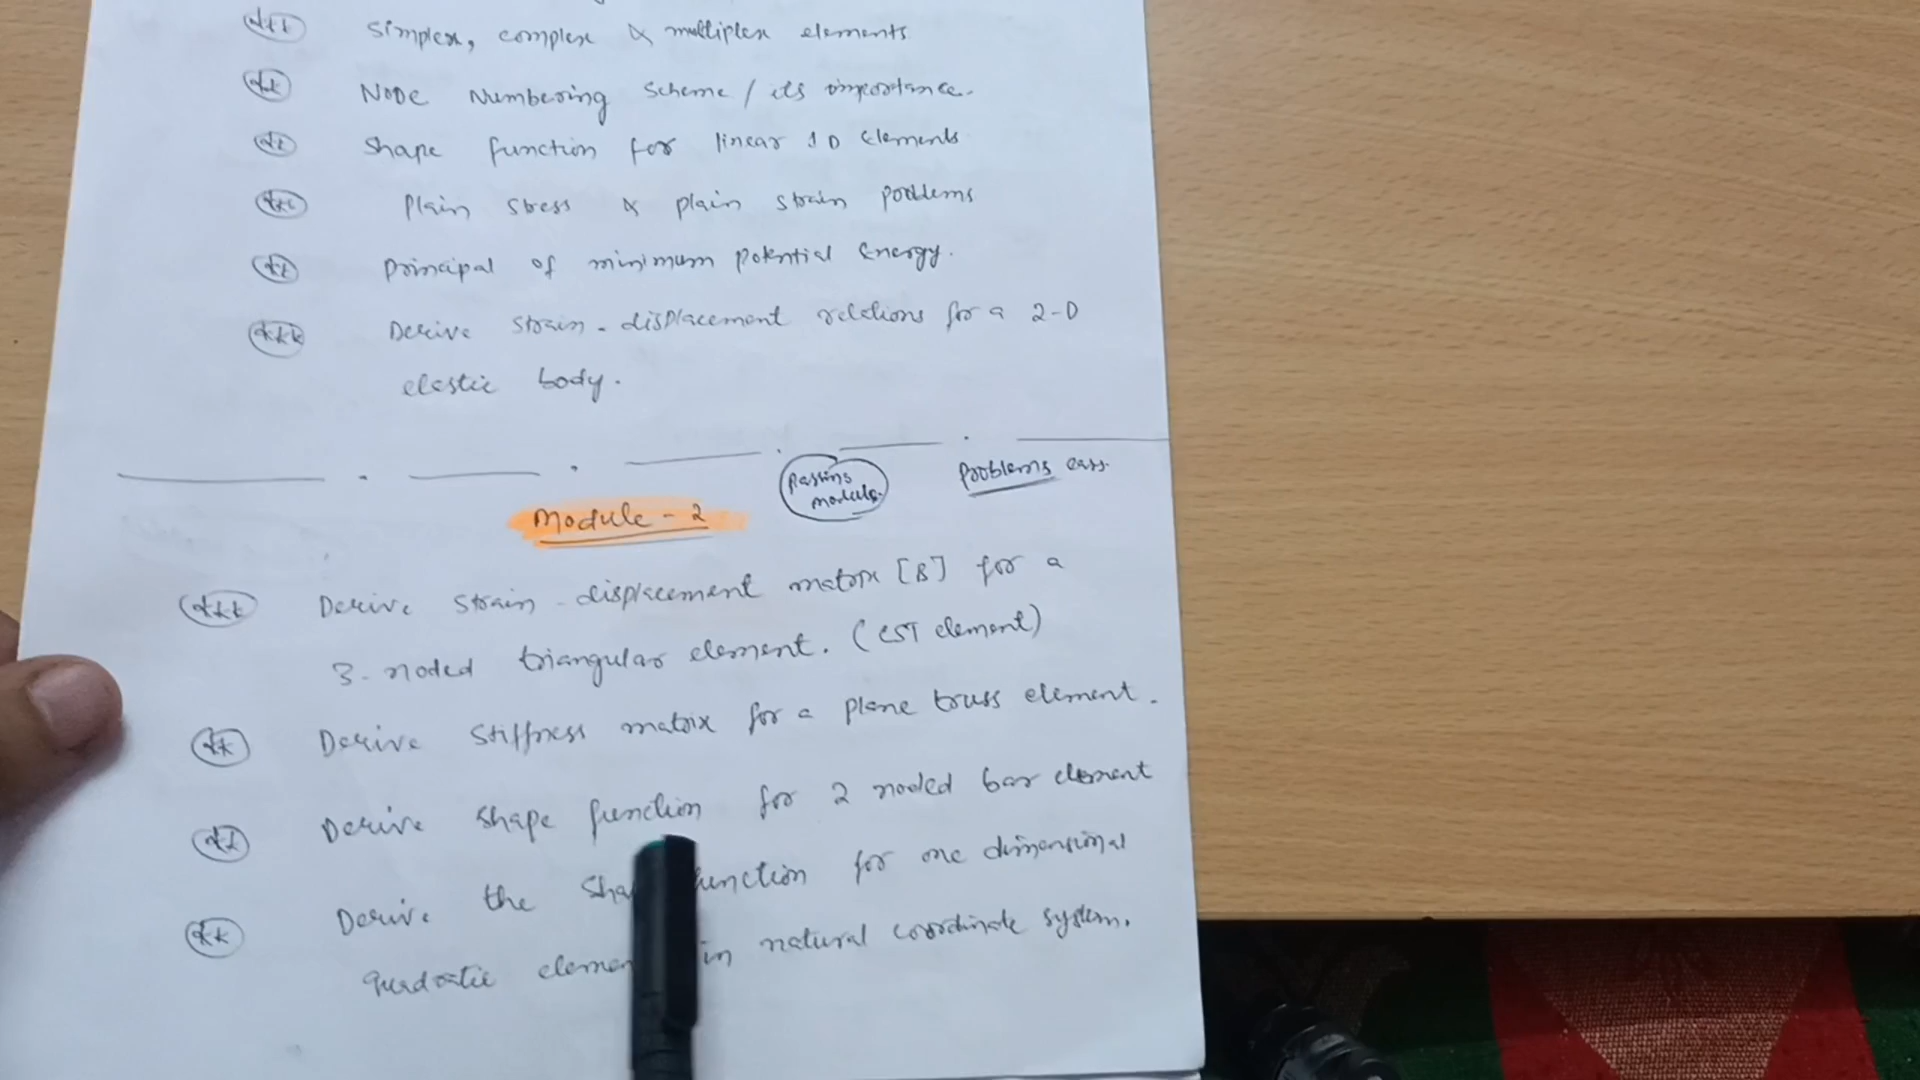 Simplex, complex & multiplex elements
Node Numbering Scheme / its importance.
Shape function for linear 1D Elements
Plain stress & plain strain problems
Principal of minimum potential Energy.
Derive strain-displacement relations for a 2-D
elastic body.
Module - 2
Passing
module.
Problems easy.
Derive strain-displacement matrix [B] for a
3-noded triangular element. (CST element)
Derive stiffness matrix for a plane truss element.
Derive shape function for 2 noded bar element
Derive the function for one dimensional
in natural coordinate system.